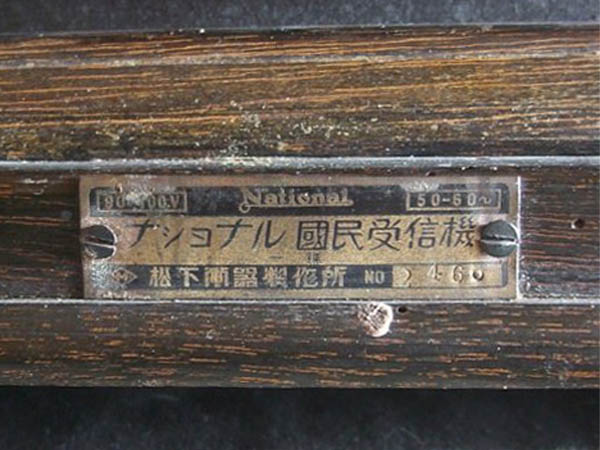 90-100V National 50-60~
ナショナル 國民受信機
松下電器製作所 NO 2460